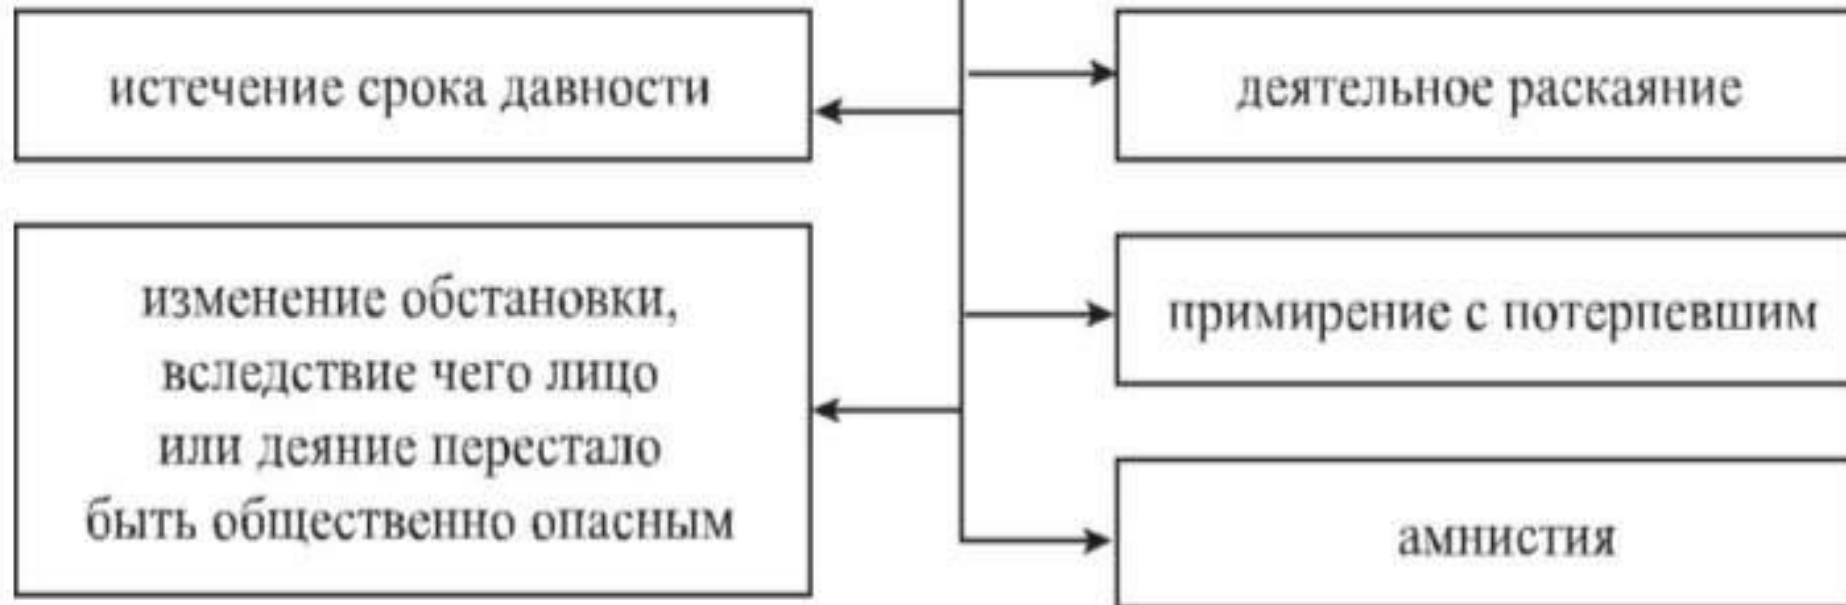 истечение срока давности
деятельное раскаяние
изменение обстановки,
вследствие чего лицо
или деяние перестало
быть общественно опасным
примирение с потерпевшим
амнистия